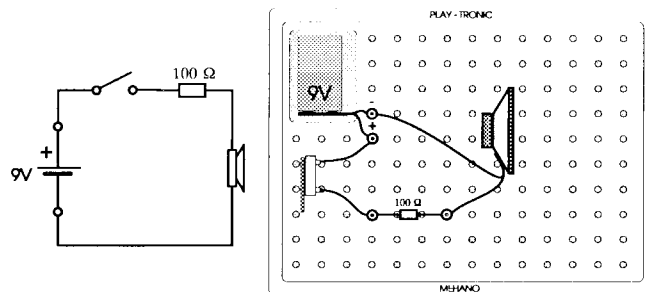 PLAY - TRONIC
100 Ω
+
9V
9V
-
+
100 Ω
MEHANO